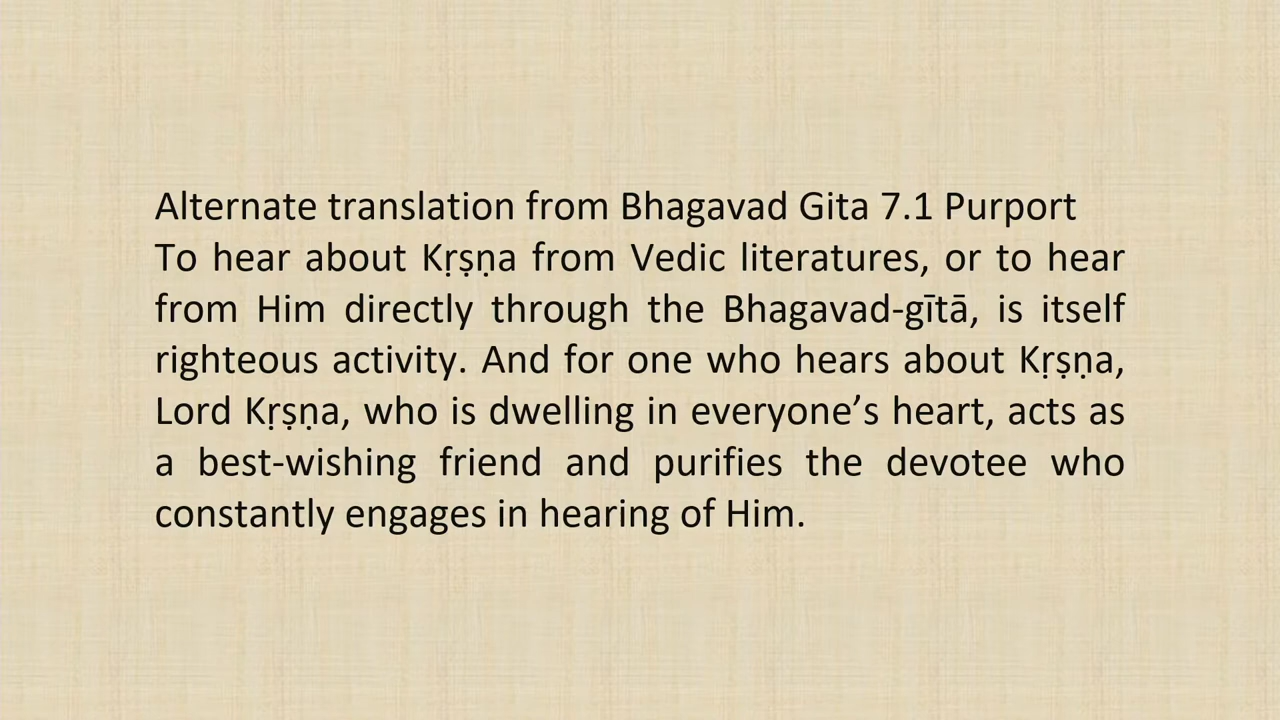 Alternate translation from Bhagavad Gita 7.1 Purport
To hear about Kṛṣṇa from Vedic literatures, or to hear
from Him directly through the Bhagavad-gītā, is itself
righteous activity. And for one who hears about Kṛṣṇa,
Lord Kṛṣṇa, who is dwelling in everyone’s heart, acts as
a best-wishing friend and purifies the devotee who
constantly engages in hearing of Him.